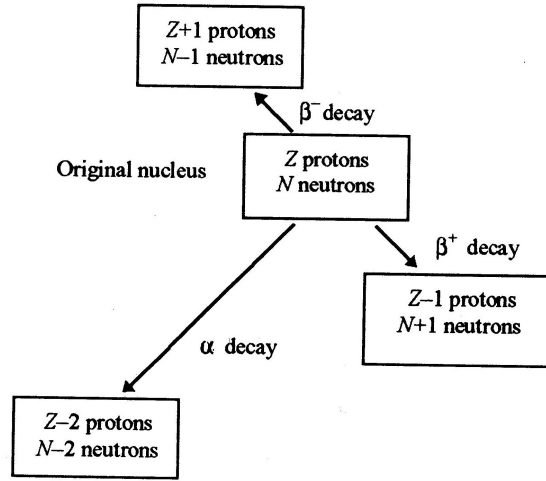 Z+1 protons
N−1 neutrons
β⁻ decay
Original nucleus
Z protons
N neutrons
β⁺ decay
Z−1 protons
N+1 neutrons
α decay
Z−2 protons
N−2 neutrons